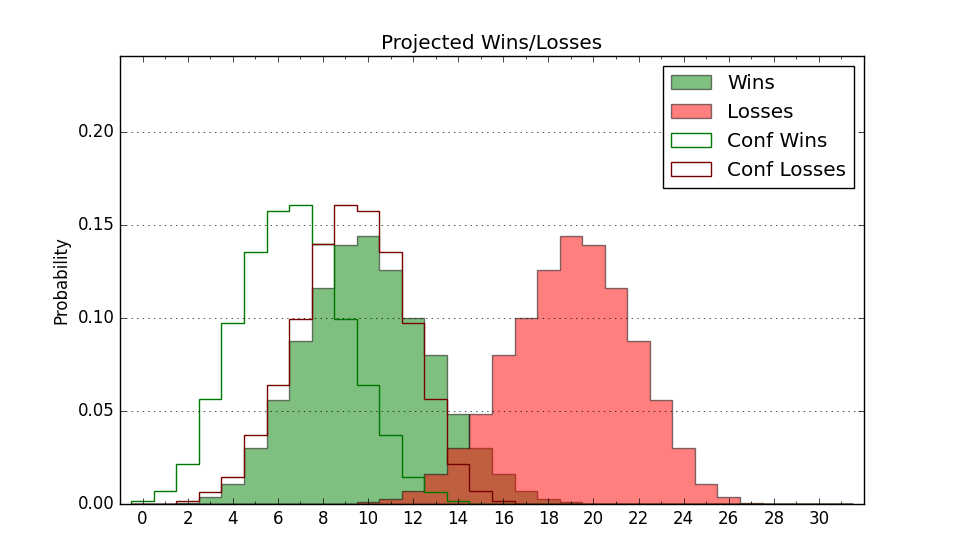 Projected Wins/Losses
Wins
Losses
Conf Wins
Conf Losses
Probability
0.20
0.15
0.10
0.05
0.00
0 2 4 6 8 10 12 14 16 18 20 22 24 26 28 30